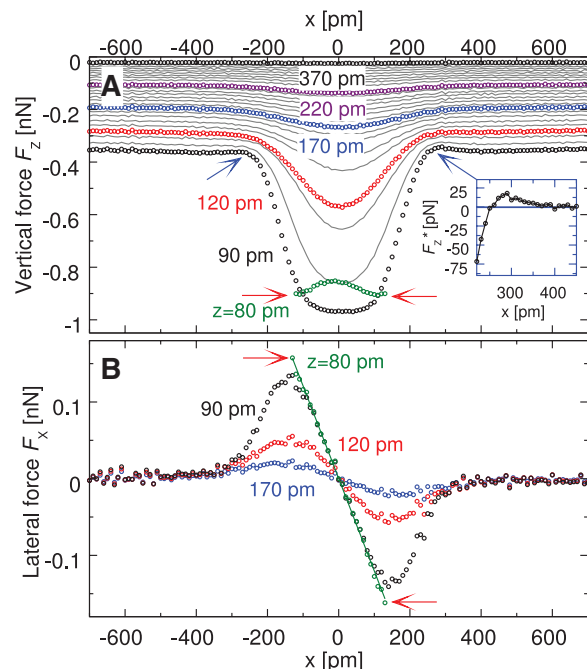 x [pm]
-600 -400 -200 0 200 400 600
0
-0.2
-0.4
-0.6
-0.8
-1
Vertical force Fz [nN]
A
370 pm
220 pm
170 pm
120 pm
90 pm
z=80 pm
25
0
-25
-50
-75
Fz* [pN]
300 400
x [pm]
B
0.1
0
-0.1
Lateral force Fx [nN]
z=80 pm
90 pm
120 pm
170 pm
-600 -400 -200 0 200 400 600
x [pm]